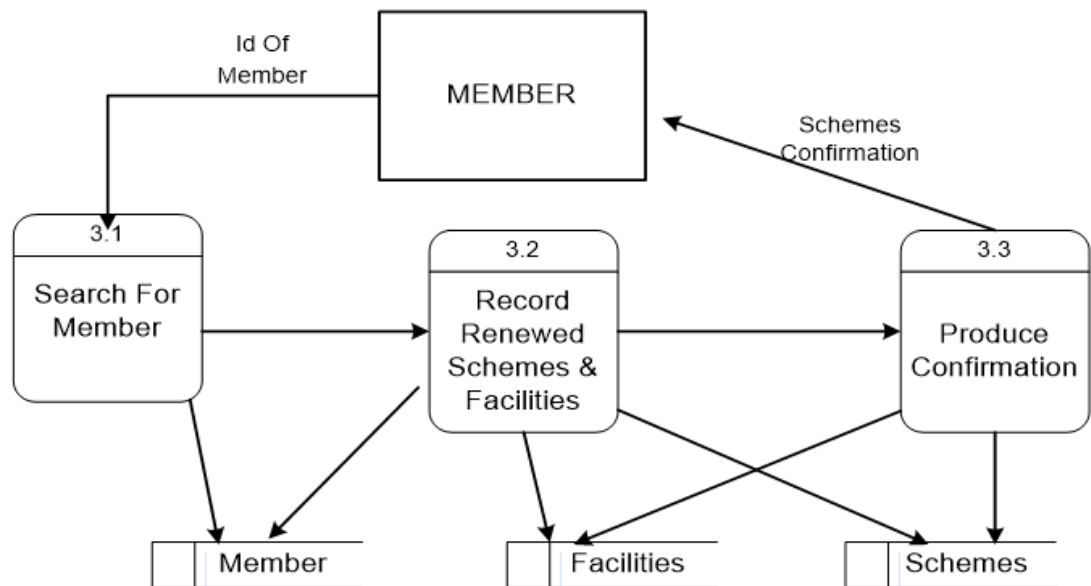 Id Of
Member
MEMBER
Schemes
Confirmation
3.1
Search For
Member
3.2
Record
Renewed
Schemes &
Facilities
3.3
Produce
Confirmation
Member
Facilities
Schemes